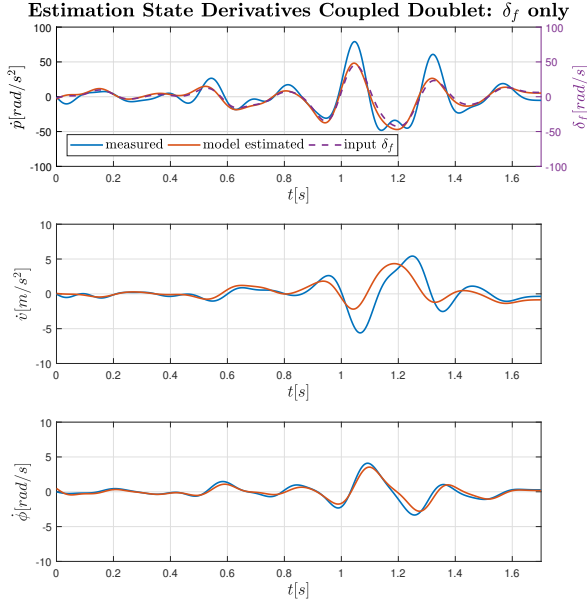 Estimation State Derivatives Coupled Doublet: δ_f only
100
50
0
-50
-100
ṗ[rad/s²]
100
50
0
-50
-100
δ_f[rad/s]
measured model estimated input δ_f
0 0.2 0.4 0.6 0.8 1 1.2 1.4 1.6
t[s]
10
5
0
-5
-10
v̇[m/s²]
0 0.2 0.4 0.6 0.8 1 1.2 1.4 1.6
t[s]
10
5
0
-5
-10
ϕ̇[rad/s]
0 0.2 0.4 0.6 0.8 1 1.2 1.4 1.6
t[s]